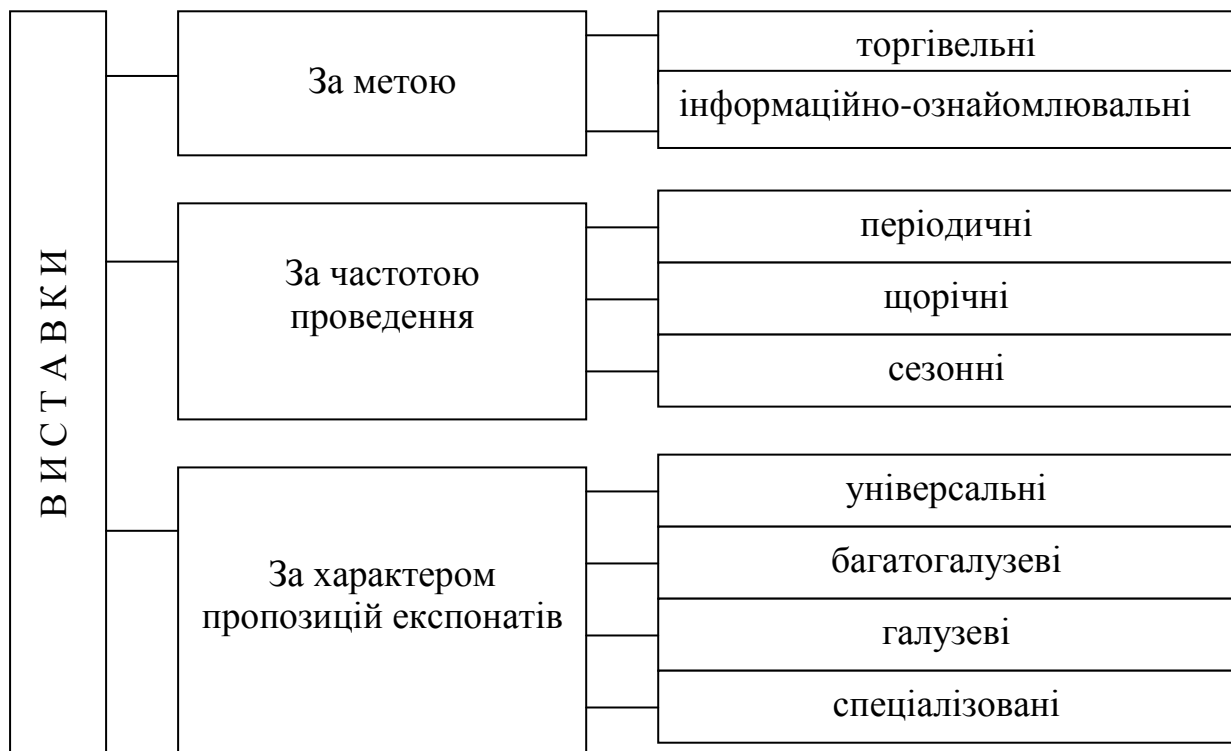 ВИСТАВКИ
За метою
торгівельні
інформаційно-ознайомлювальні
За частотою
проведення
періодичні
щорічні
сезонні
За характером
пропозицій експонатів
універсальні
багатогалузеві
галузеві
спеціалізовані